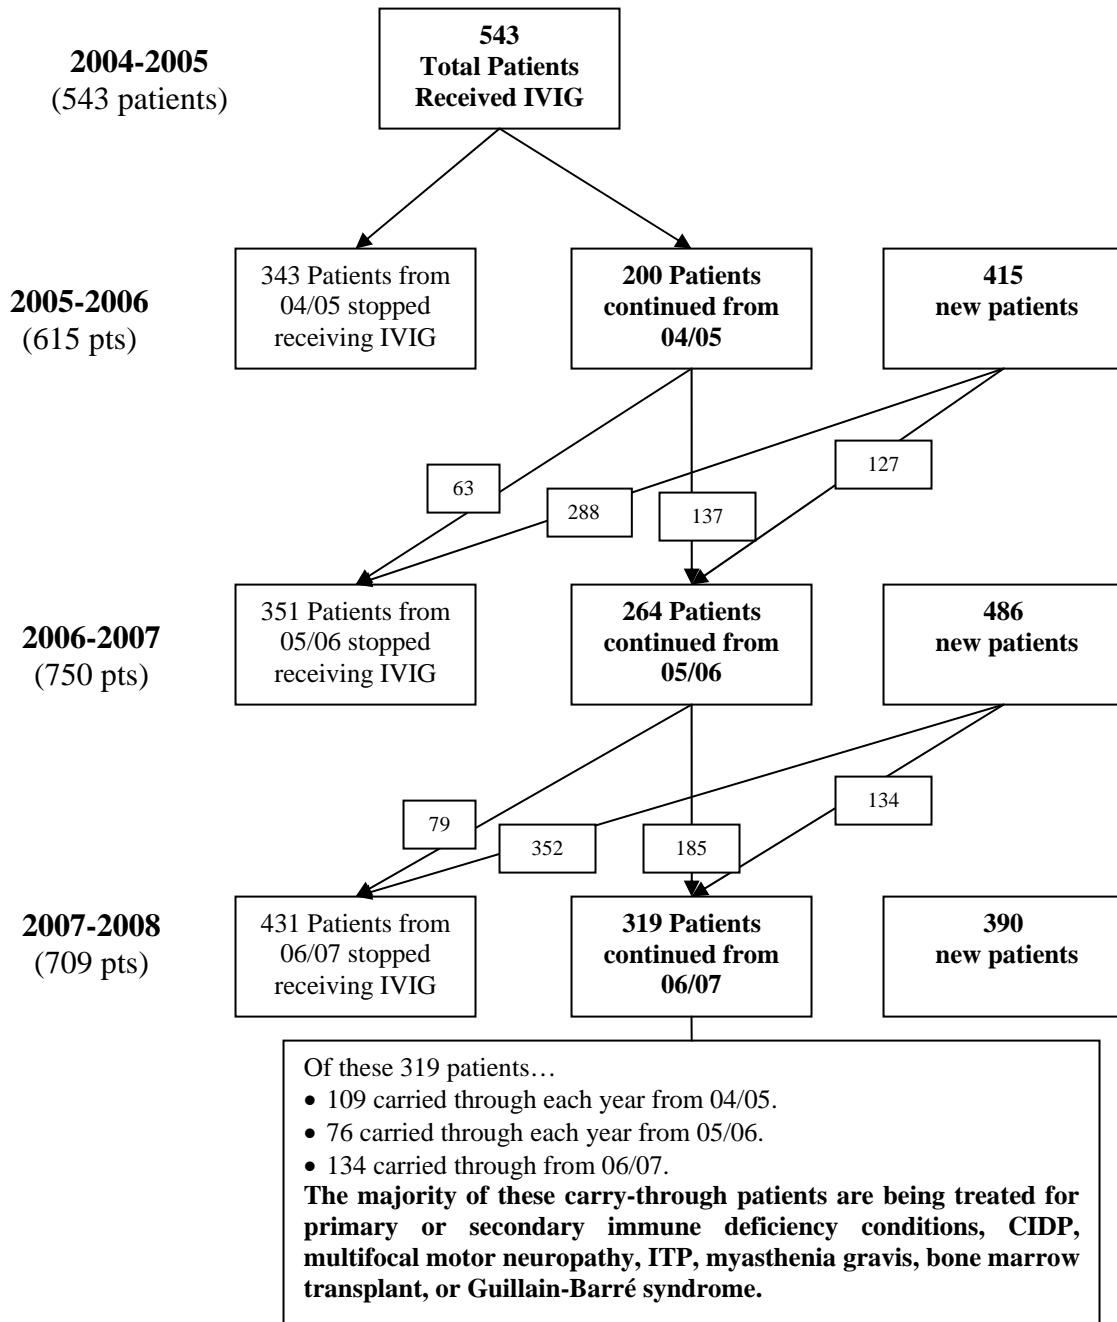 2004-2005
(543 patients)
543
Total Patients
Received IVIG
2005-2006
(615 pts)
343 Patients from
04/05 stopped
receiving IVIG
200 Patients
continued from
04/05
415
new patients
63
288
137
127
2006-2007
(750 pts)
351 Patients from
05/06 stopped
receiving IVIG
264 Patients
continued from
05/06
486
new patients
79
352
185
134
2007-2008
(709 pts)
431 Patients from
06/07 stopped
receiving IVIG
319 Patients
continued from
06/07
390
new patients
Of these 319 patients…
• 109 carried through each year from 04/05.
• 76 carried through each year from 05/06.
• 134 carried through from 06/07.
The majority of these carry-through patients are being treated for
primary or secondary immune deficiency conditions, CIDP,
multifocal motor neuropathy, ITP, myasthenia gravis, bone marrow
transplant, or Guillain-Barré syndrome.